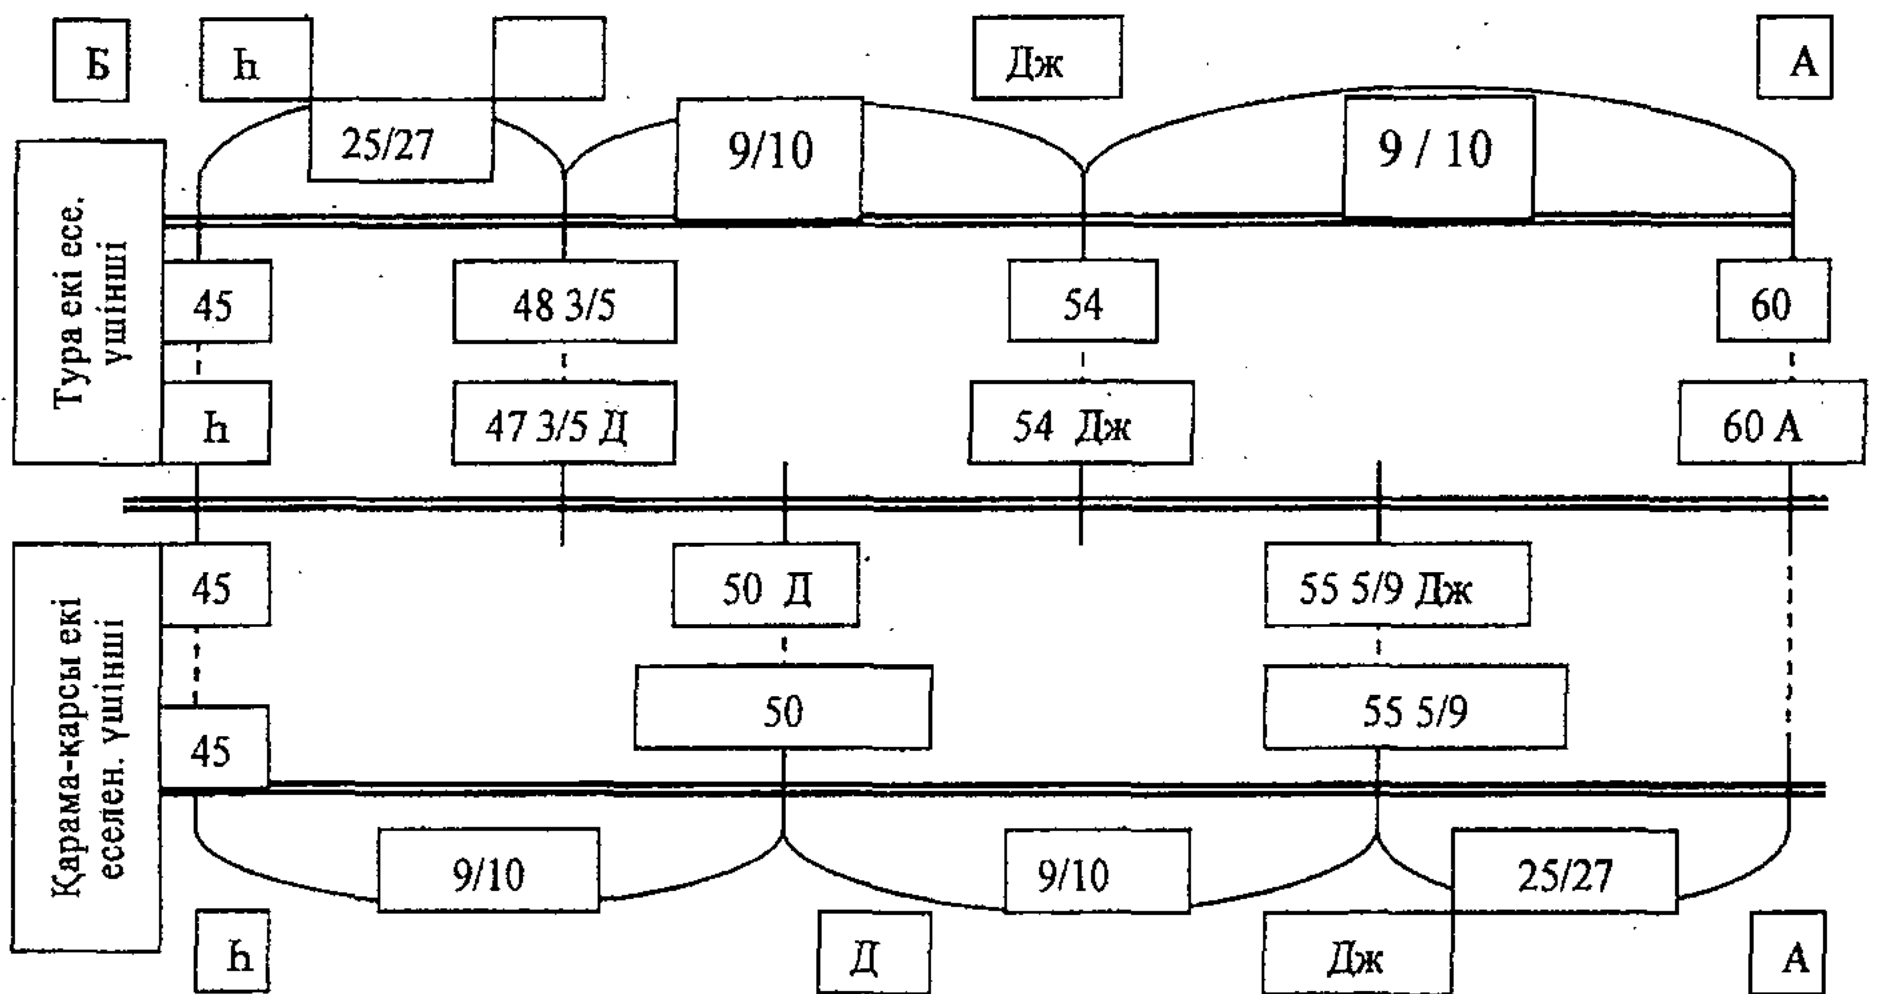 Б
h
Дж
А
25/27
9/10
9 / 10
Тура екі есе.
үшінші
45
48 3/5
54
60
h
47 3/5 Д
54 Дж
60 А
Қарама-қарсы екі
еселен. үшінші
45
50 Д
55 5/9 Дж
45
50
55 5/9
9/10
9/10
25/27
h
Д
Дж
А